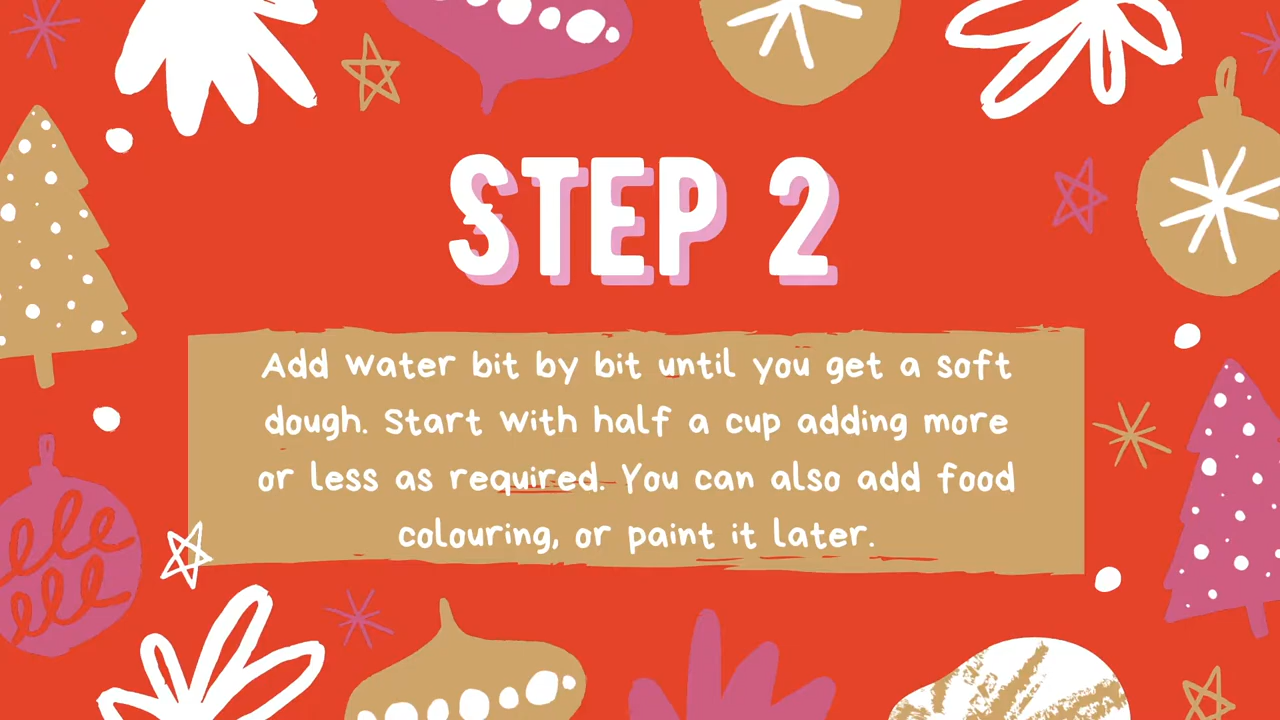 STEP 2
Add water bit by bit until you get a soft
dough. Start with half a cup adding more
or less as required. You can also add food
colouring, or paint it later.